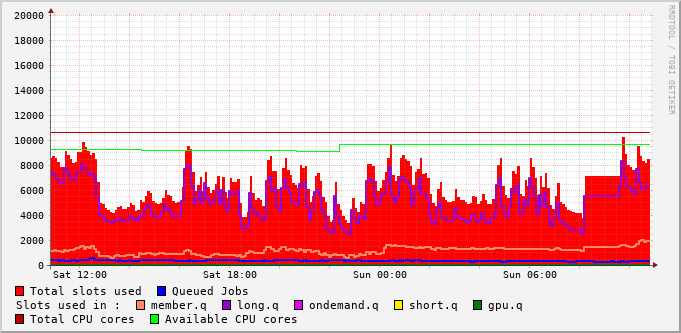 20000
18000
16000
14000
12000
10000
8000
6000
4000
2000
0
Sat 12:00 Sat 18:00 Sun 00:00 Sun 06:00
RRDTOOL / TOBI OETIKER
Total slots used Queued Jobs
Slots used in : member.q long.q ondemand.q short.q gpu.q
Total CPU cores Available CPU cores